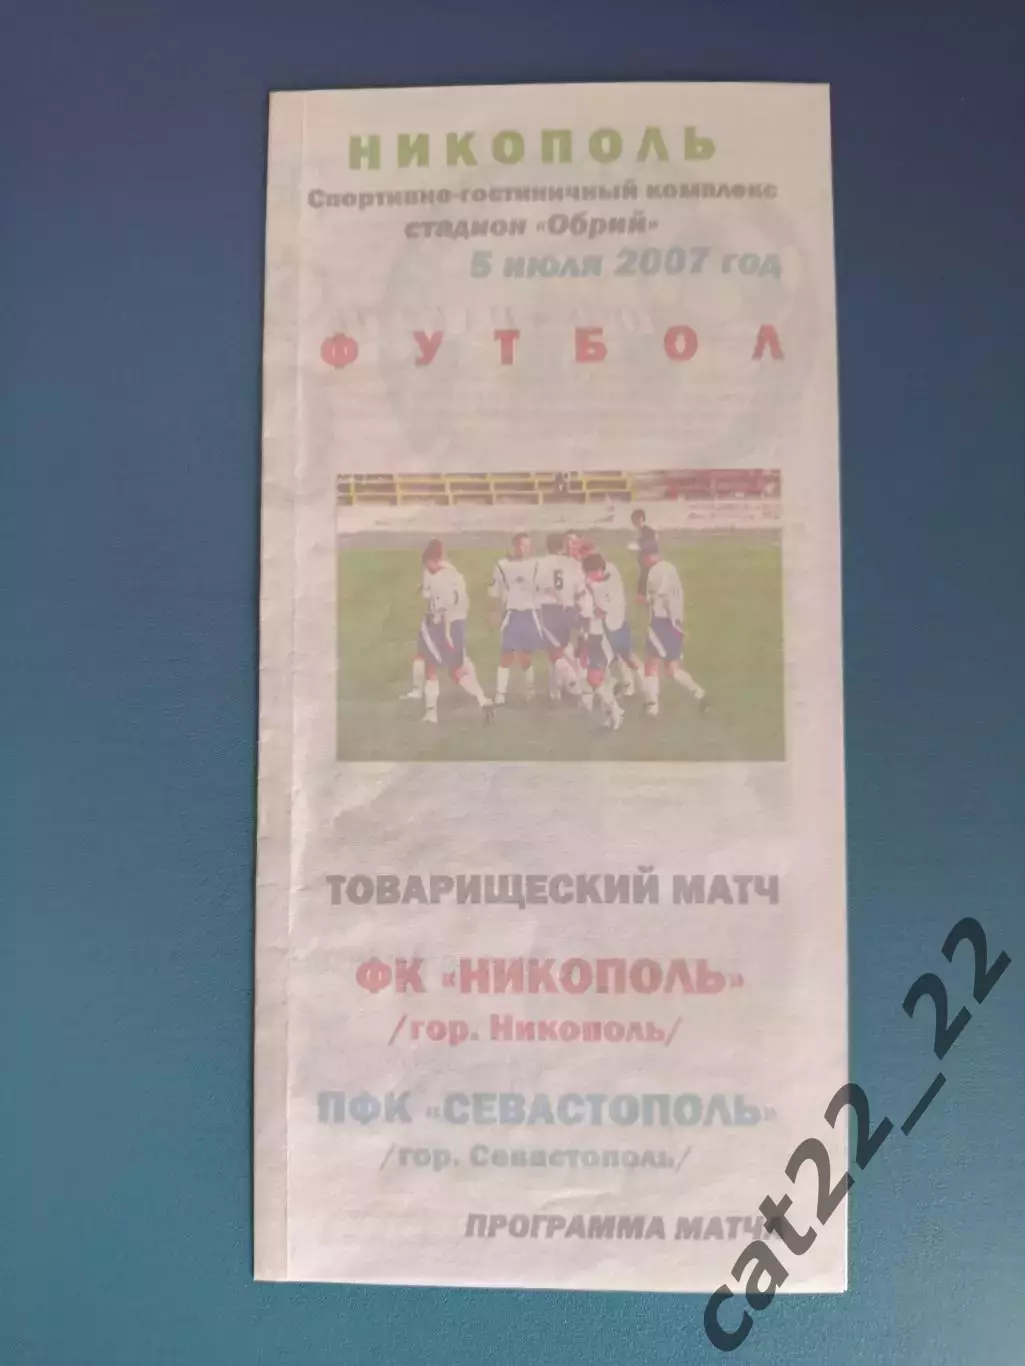 НИКОПОЛЬ
Спортивно-гостиничный комплекс
стадион «Обрий»
5 июля 2007 год
ФУТБОЛ
6
ТОВАРИЩЕСКИЙ МАТЧ
ФК «НИКОПОЛЬ»
/гор. Никополь/
ПФК «СЕВАСТОПОЛЬ»
/гор. Севастополь/
ПРОГРАММА МАТЧА
cat22_22